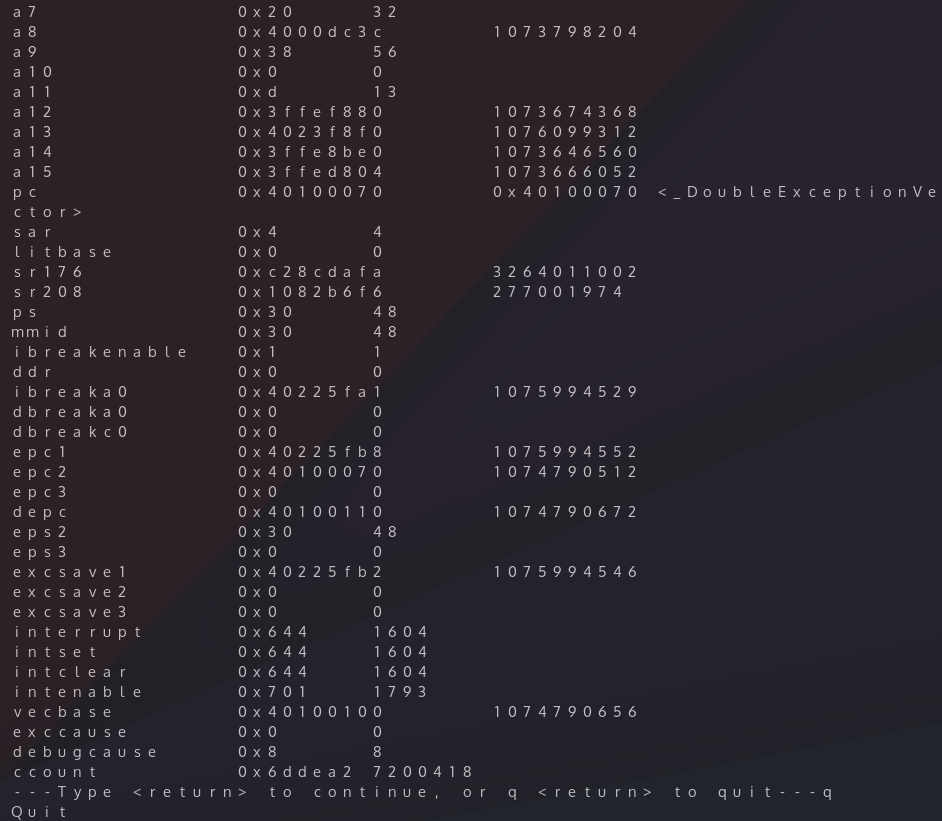 a7 0x20 32
a8 0x4000dc3c 1073798204
a9 0x38 56
a10 0x0 0
a11 0xd 13
a12 0x3ffef880 1073674368
a13 0x4023f8f0 1076099312
a14 0x3ffe8be0 1073646560
a15 0x3ffed804 1073666052
pc 0x40100070 0x40100070 <_DoubleExceptionVe
ctor>
sar 0x4 4
litbase 0x0 0
sr176 0xc28cdafa 3264011002
sr208 0x1082b6f6 277001974
ps 0x30 48
mmid 0x30 48
ibreakenable 0x1 1
ddr 0x0 0
ibreaka0 0x40225fa1 1075994529
dbreaka0 0x0 0
dbreakc0 0x0 0
epc1 0x40225fb8 1075994552
epc2 0x40100070 1074790512
epc3 0x0 0
depc 0x40100110 1074790672
eps2 0x30 48
eps3 0x0 0
excsave1 0x40225fb2 1075994546
excsave2 0x0 0
excsave3 0x0 0
interrupt 0x644 1604
intset 0x644 1604
intclear 0x644 1604
intenable 0x701 1793
vecbase 0x40100100 1074790656
exccause 0x0 0
debugcause 0x8 8
ccount 0x6ddea2 7200418
---Type <return> to continue, or q <return> to quit---q
Quit